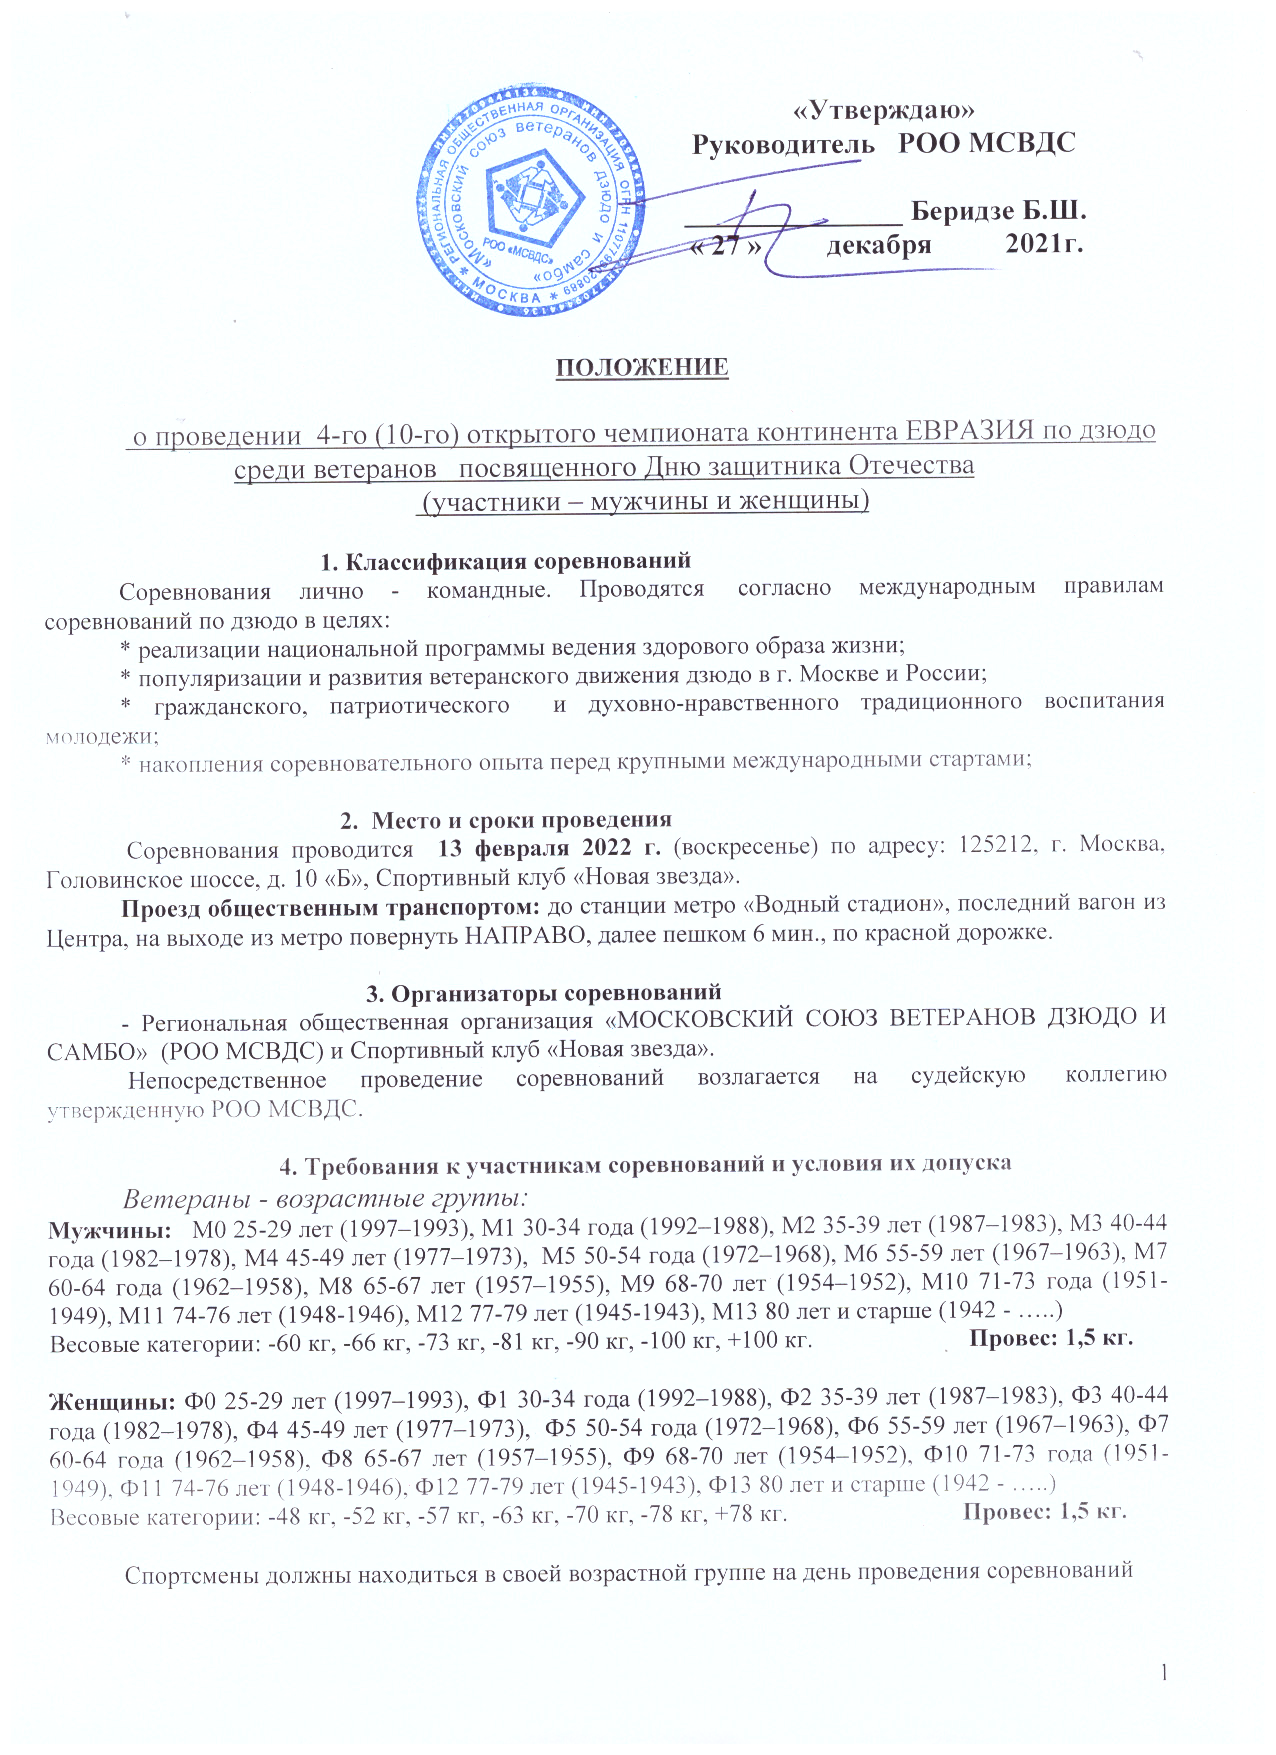 «Утверждаю»
Руководитель РОО МСВДС
РЕГИОНАЛЬНАЯ ОБЩЕСТВЕННАЯ ОРГАНИЗАЦИЯ ОГРН
* МОСКВА *
«Московский союз ветеранов дзюдо и самбо»
РОО «МСВДС»
________________ Беридзе Б.Ш.
« 27 » декабря 2021г.
ПОЛОЖЕНИЕ
о проведении 4-го (10-го) открытого чемпионата континента ЕВРАЗИЯ по дзюдо
среди ветеранов посвященного Дню защитника Отечества
(участники – мужчины и женщины)
1. Классификация соревнований
Соревнования лично - командные. Проводятся согласно международным правилам
соревнований по дзюдо в целях:
* реализации национальной программы ведения здорового образа жизни;
* популяризации и развития ветеранского движения дзюдо в г. Москве и России;
* гражданского, патриотического и духовно-нравственного традиционного воспитания
молодежи;
* накопления соревновательного опыта перед крупными международными стартами;
2. Место и сроки проведения
Соревнования проводится 13 февраля 2022 г. (воскресенье) по адресу: 125212, г. Москва,
Головинское шоссе, д. 10 «Б», Спортивный клуб «Новая звезда».
Проезд общественным транспортом: до станции метро «Водный стадион», последний вагон из
Центра, на выходе из метро повернуть НАПРАВО, далее пешком 6 мин., по красной дорожке.
3. Организаторы соревнований
- Региональная общественная организация «МОСКОВСКИЙ СОЮЗ ВЕТЕРАНОВ ДЗЮДО И
САМБО» (РОО МСВДС) и Спортивный клуб «Новая звезда».
Непосредственное проведение соревнований возлагается на судейскую коллегию
утвержденную РОО МСВДС.
4. Требования к участникам соревнований и условия их допуска
Ветераны - возрастные группы:
Мужчины: М0 25-29 лет (1997–1993), М1 30-34 года (1992–1988), М2 35-39 лет (1987–1983), М3 40-44
года (1982–1978), М4 45-49 лет (1977–1973), М5 50-54 года (1972–1968), М6 55-59 лет (1967–1963), М7
60-64 года (1962–1958), М8 65-67 лет (1957–1955), М9 68-70 лет (1954–1952), М10 71-73 года (1951-
1949), М11 74-76 лет (1948-1946), М12 77-79 лет (1945-1943), М13 80 лет и старше (1942 - …..)
Весовые категории: -60 кг, -66 кг, -73 кг, -81 кг, -90 кг, -100 кг, +100 кг. Провес: 1,5 кг.
Женщины: Ф0 25-29 лет (1997–1993), Ф1 30-34 года (1992–1988), Ф2 35-39 лет (1987–1983), Ф3 40-44
года (1982–1978), Ф4 45-49 лет (1977–1973), Ф5 50-54 года (1972–1968), Ф6 55-59 лет (1967–1963), Ф7
60-64 года (1962–1958), Ф8 65-67 лет (1957–1955), Ф9 68-70 лет (1954–1952), Ф10 71-73 года (1951-
1949), Ф11 74-76 лет (1948-1946), Ф12 77-79 лет (1945-1943), Ф13 80 лет и старше (1942 - …..)
Весовые категории: -48 кг, -52 кг, -57 кг, -63 кг, -70 кг, -78 кг, +78 кг. Провес: 1,5 кг.
Спортсмены должны находиться в своей возрастной группе на день проведения соревнований
1